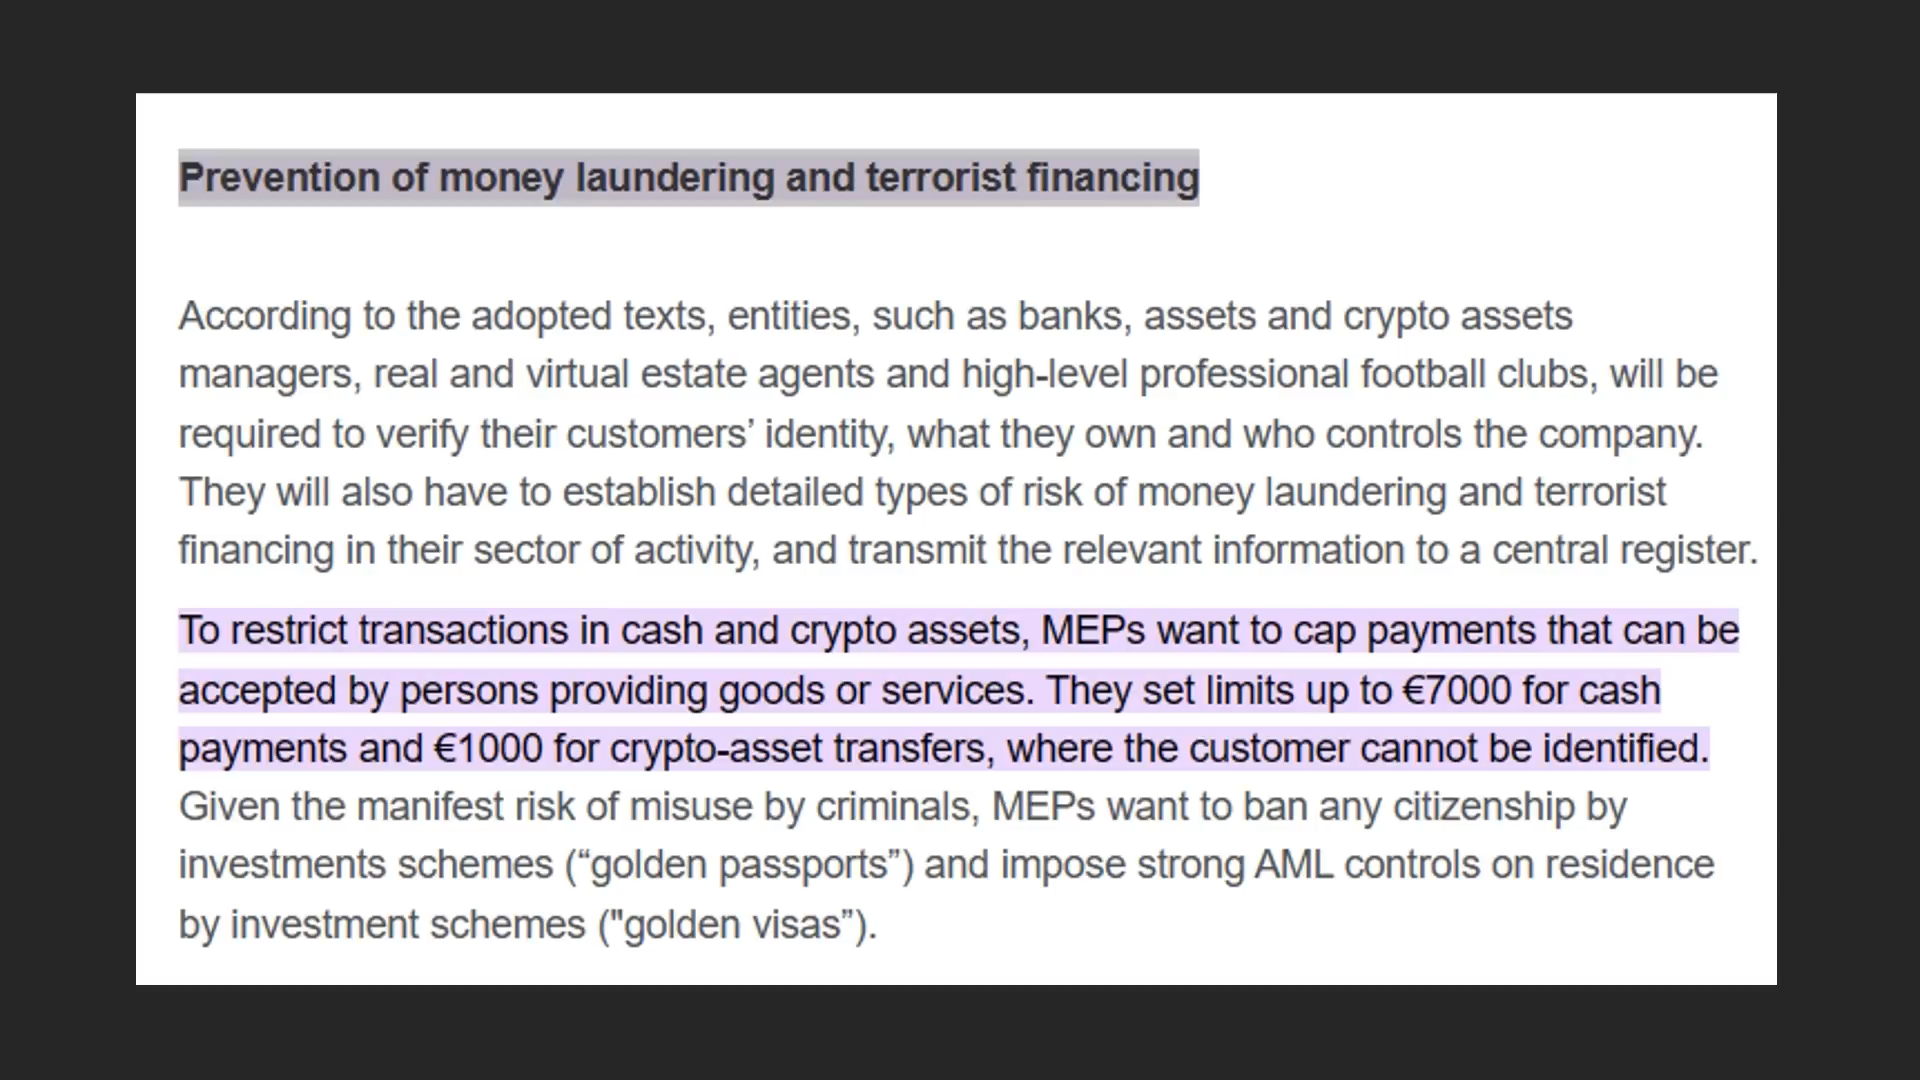 Prevention of money laundering and terrorist financing
According to the adopted texts, entities, such as banks, assets and crypto assets
managers, real and virtual estate agents and high-level professional football clubs, will be
required to verify their customers’ identity, what they own and who controls the company.
They will also have to establish detailed types of risk of money laundering and terrorist
financing in their sector of activity, and transmit the relevant information to a central register.
To restrict transactions in cash and crypto assets, MEPs want to cap payments that can be
accepted by persons providing goods or services. They set limits up to €7000 for cash
payments and €1000 for crypto-asset transfers, where the customer cannot be identified.
Given the manifest risk of misuse by criminals, MEPs want to ban any citizenship by
investments schemes (“golden passports”) and impose strong AML controls on residence
by investment schemes ("golden visas”).